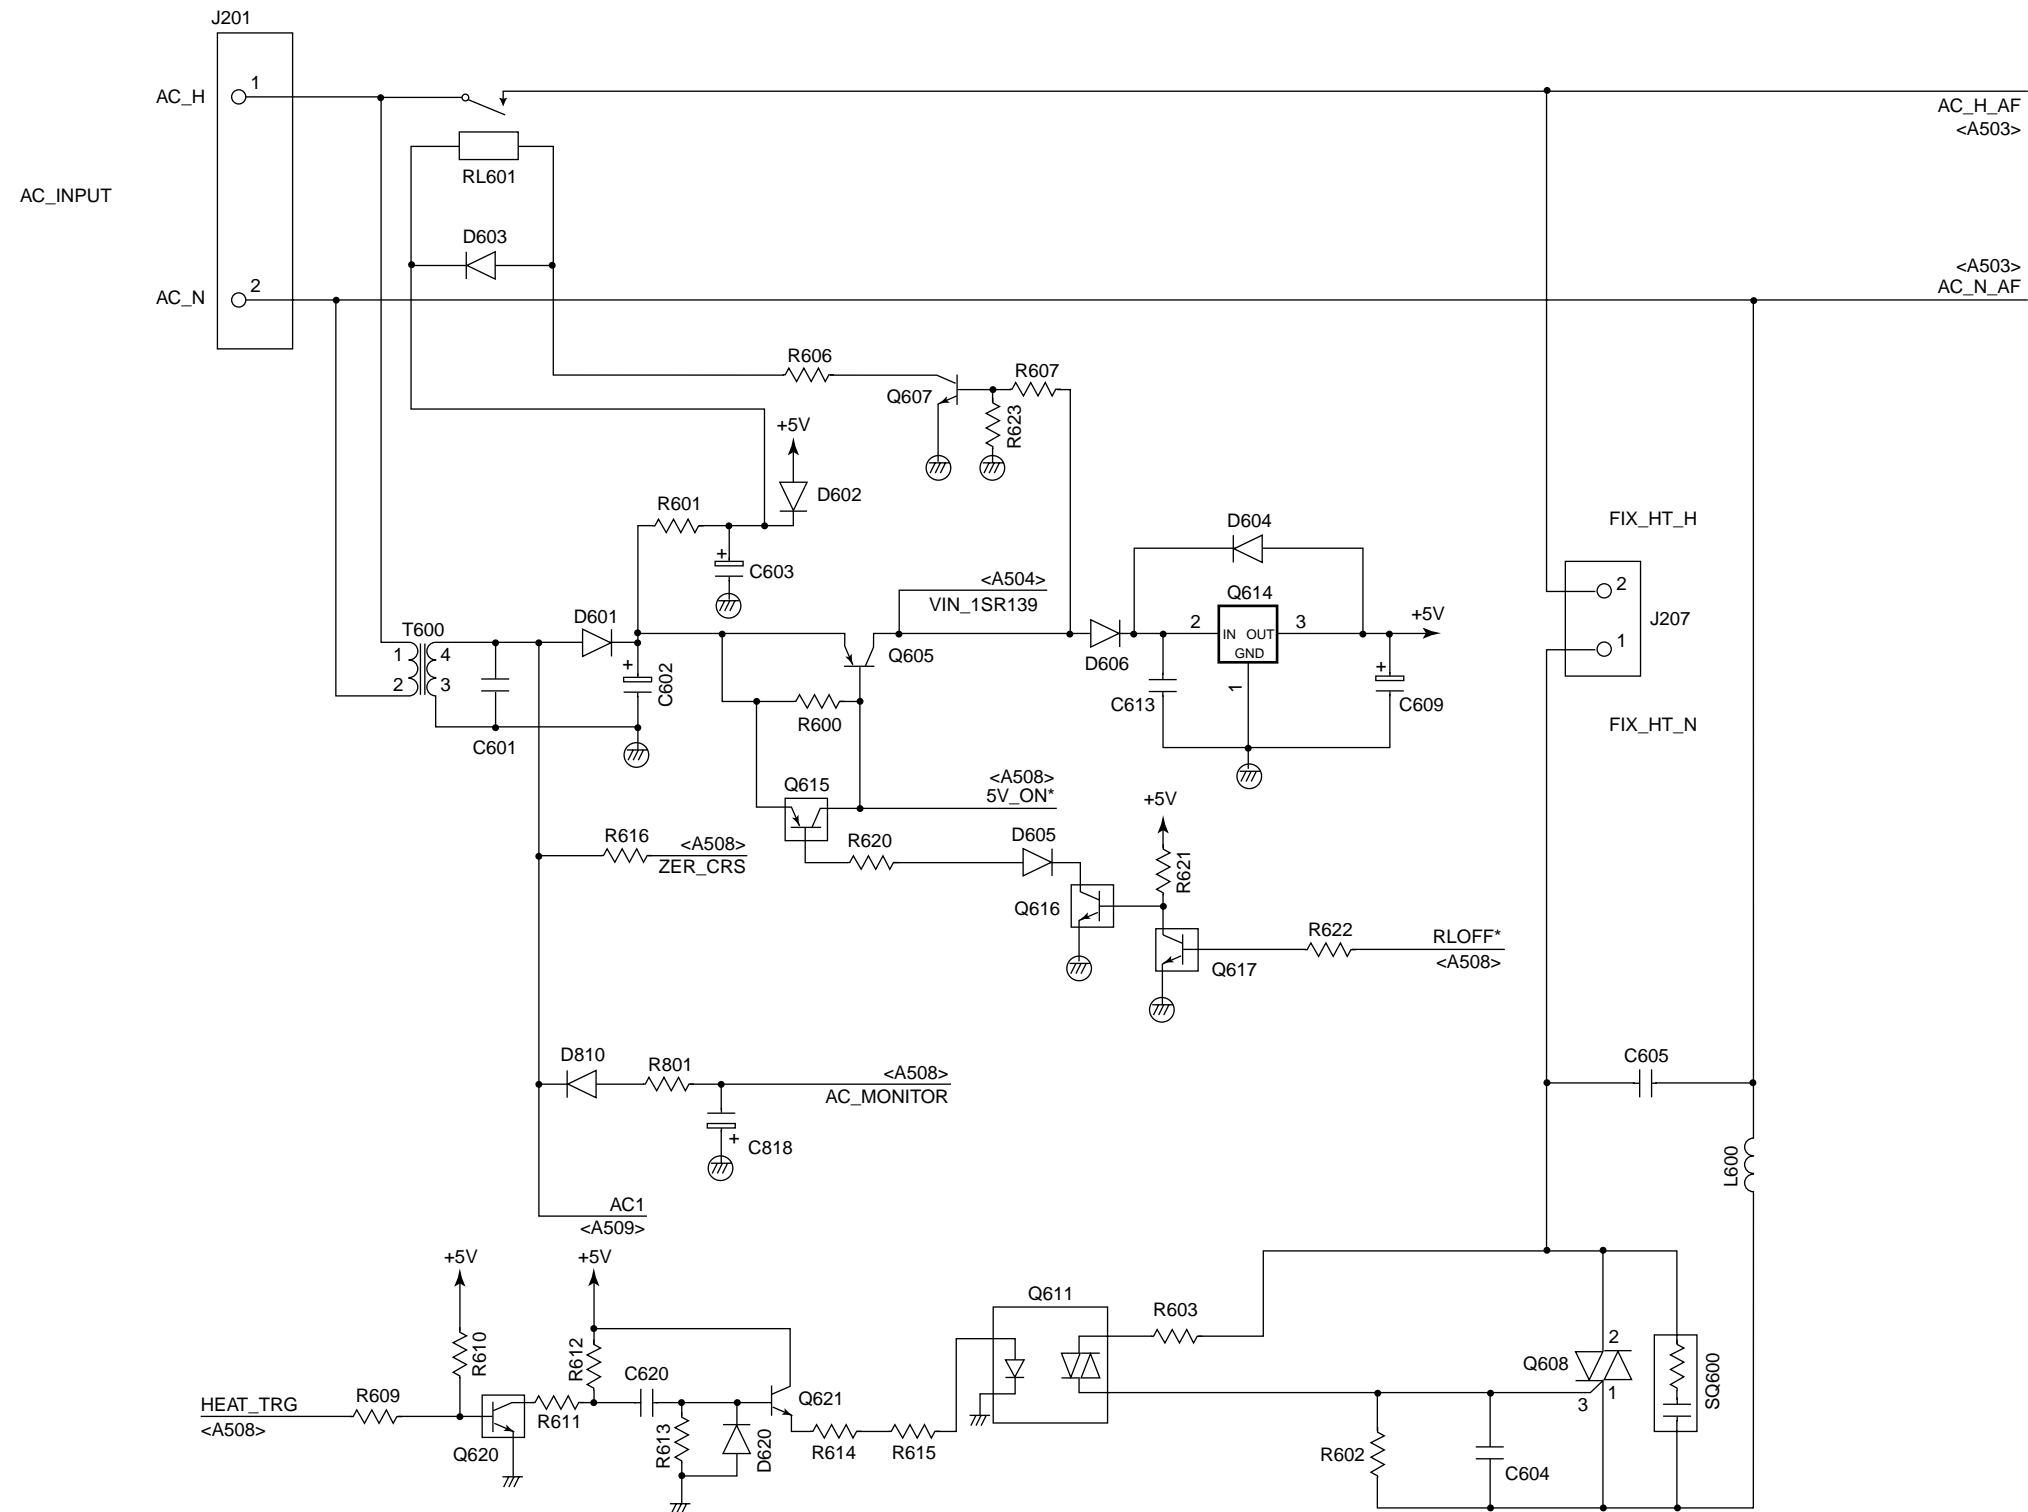 J201
1
AC_H
AC_H_AF
<A503>
RL601
AC_INPUT
D603
<A503>
2
AC_N
AC_N_AF
R606
R607
Q607
R623
+5V
D602
R601
FIX_HT_H
D604
C603
<A504>
VIN_1SR139
Q614
2
D601
+5V
T600
2
3
J207
IN OUT
1
1
4
Q605
GND
D606
2
3
C602
1
R600
C613
C609
FIX_HT_N
C601
<A508>
Q615
5V_ON*
+5V
R616
<A508>
R620
D605
ZER_CRS
R621
Q616
R622
RLOFF*
<A508>
Q617
D810
R801
<A508>
C605
AC_MONITOR
C818
L600
AC1
<A509>
+5V
+5V
Q611
R603
R610
R612
2
C620
Q608
SQ600
HEAT_TRG
R609
Q621
1
3
<A508>
R611
Q620
R613
D620
R614
R615
R602
C604
+
+
+
+